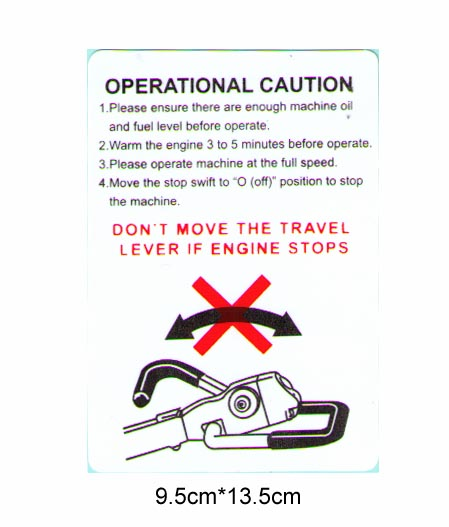 OPERATIONAL CAUTION
1.Please ensure there are enough machine oil
and fuel level before operate.
2.Warm the engine 3 to 5 minutes before operate.
3.Please operate machine at the full speed.
4.Move the stop swift to “O (off)” position to stop
the machine.
DON'T MOVE THE TRAVEL
LEVER IF ENGINE STOPS
9.5cm*13.5cm